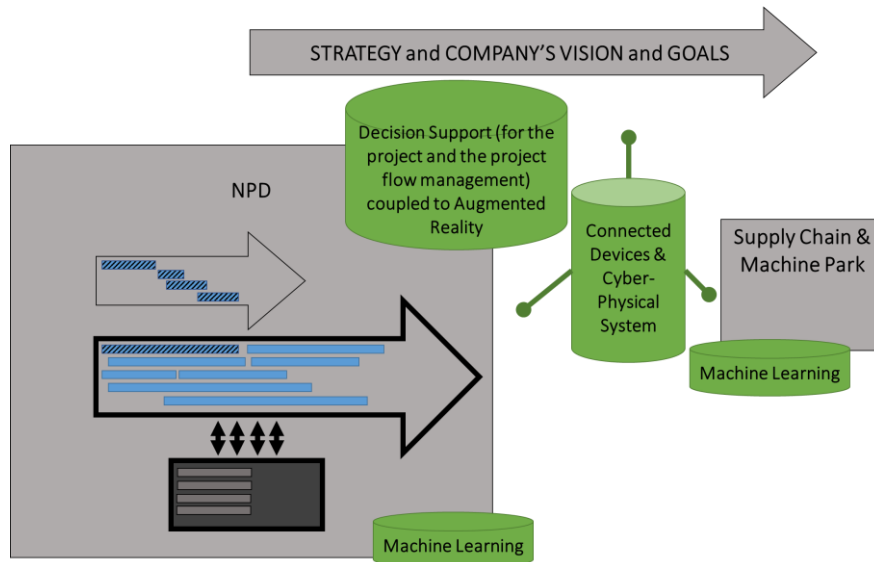 STRATEGY and COMPANY'S VISION and GOALS
Decision Support (for the
project and the project
flow management)
coupled to Augmented
Reality
NPD
Connected
Devices &
Cyber-
Physical
System
Supply Chain &
Machine Park
Machine Learning
Machine Learning